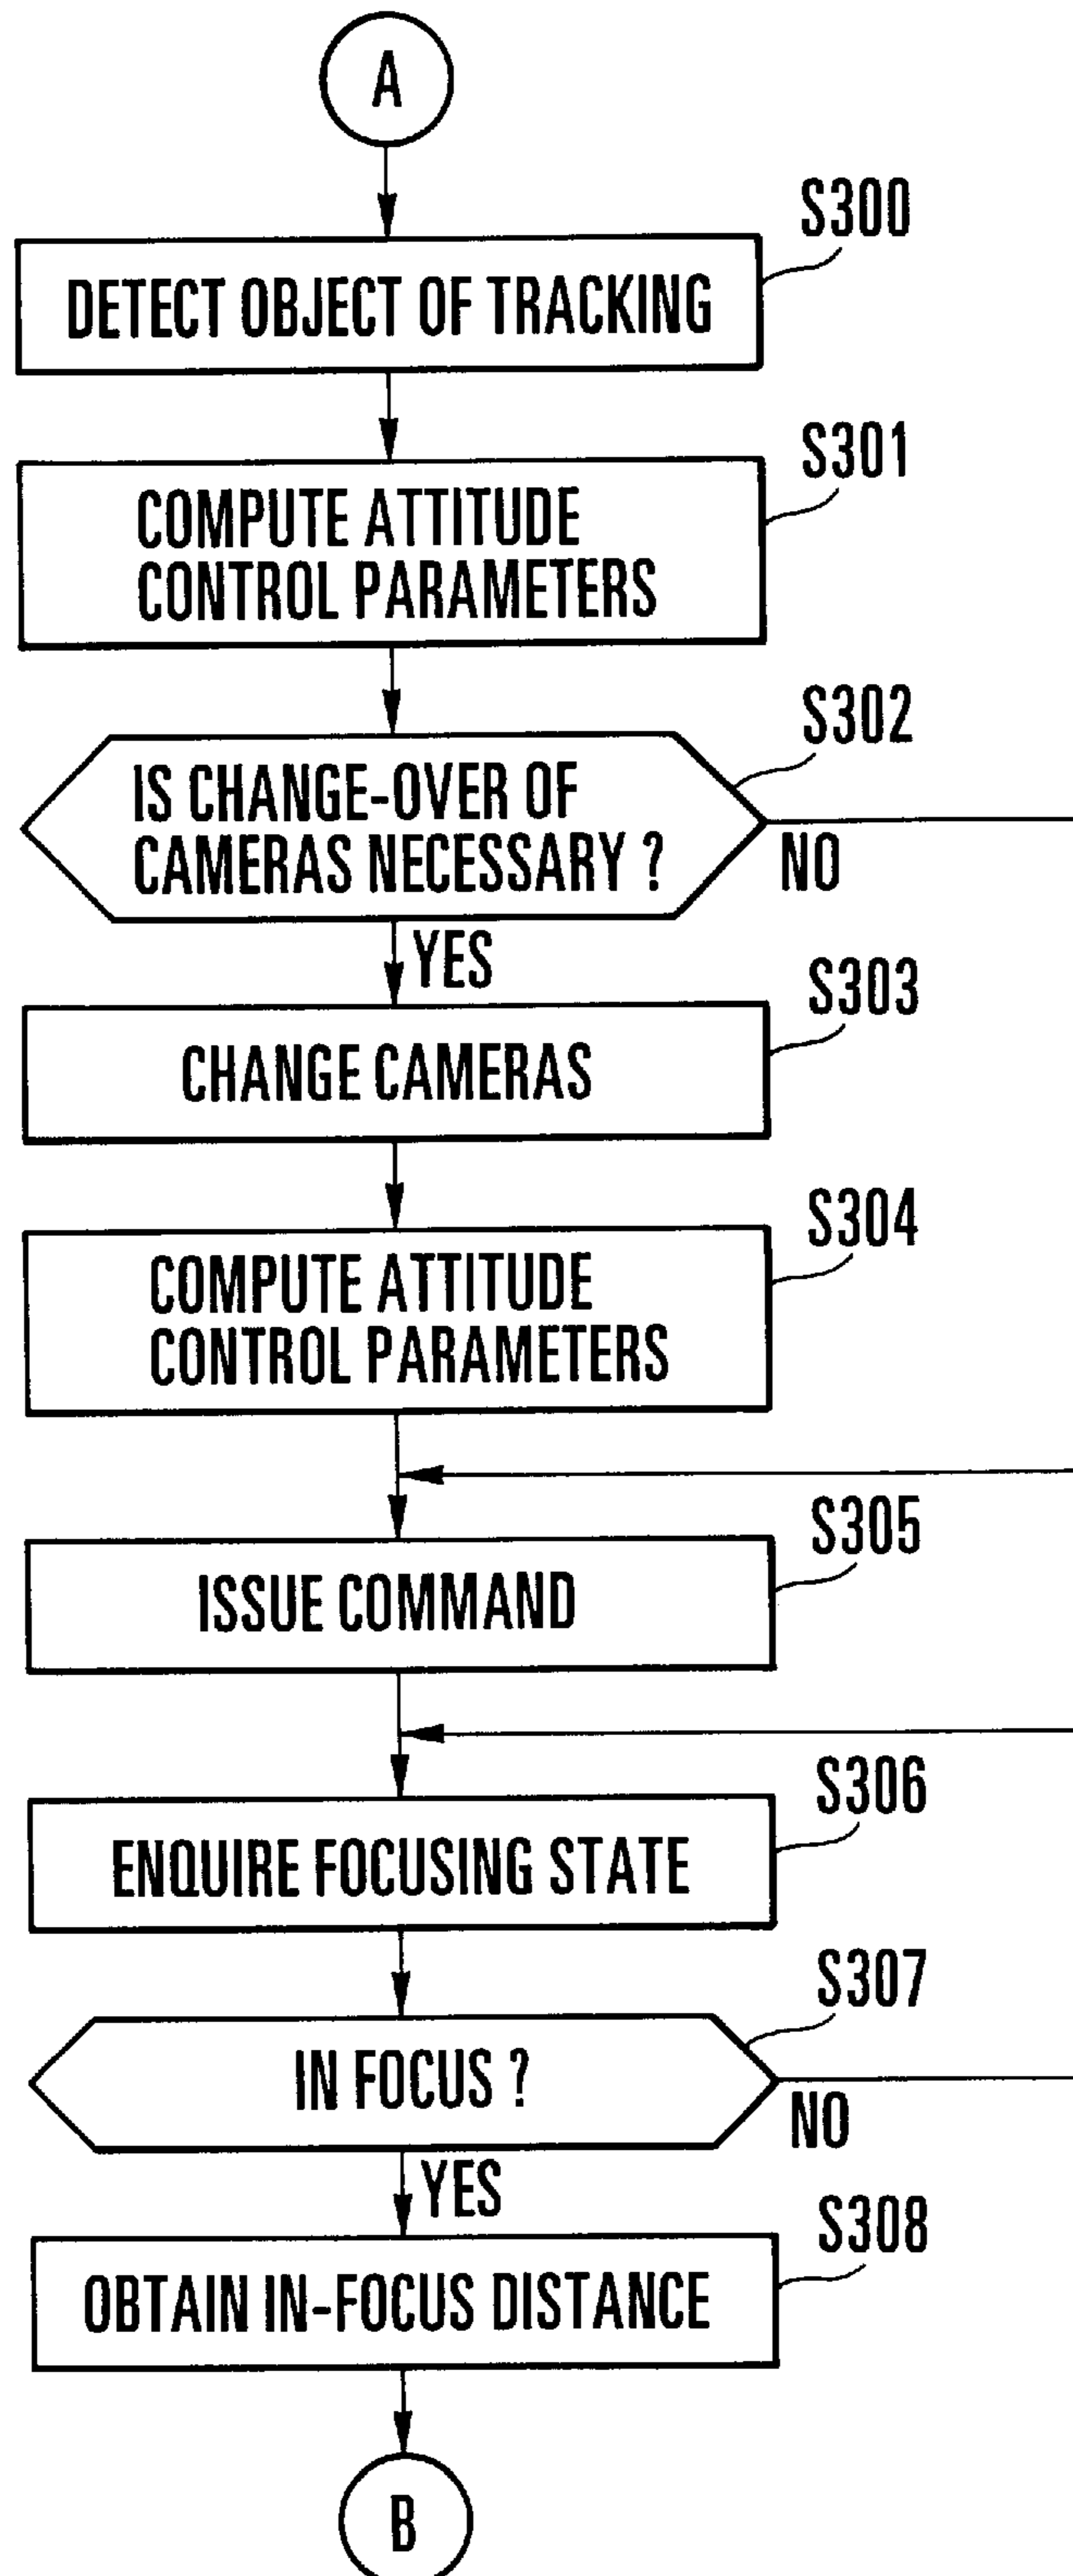 A
S300
DETECT OBJECT OF TRACKING
S301
COMPUTE ATTITUDE
CONTROL PARAMETERS
S302
IS CHANGE-OVER OF
CAMERAS NECESSARY ?
NO
YES
S303
CHANGE CAMERAS
S304
COMPUTE ATTITUDE
CONTROL PARAMETERS
S305
ISSUE COMMAND
S306
ENQUIRE FOCUSING STATE
S307
IN FOCUS ?
NO
YES
S308
OBTAIN IN-FOCUS DISTANCE
B